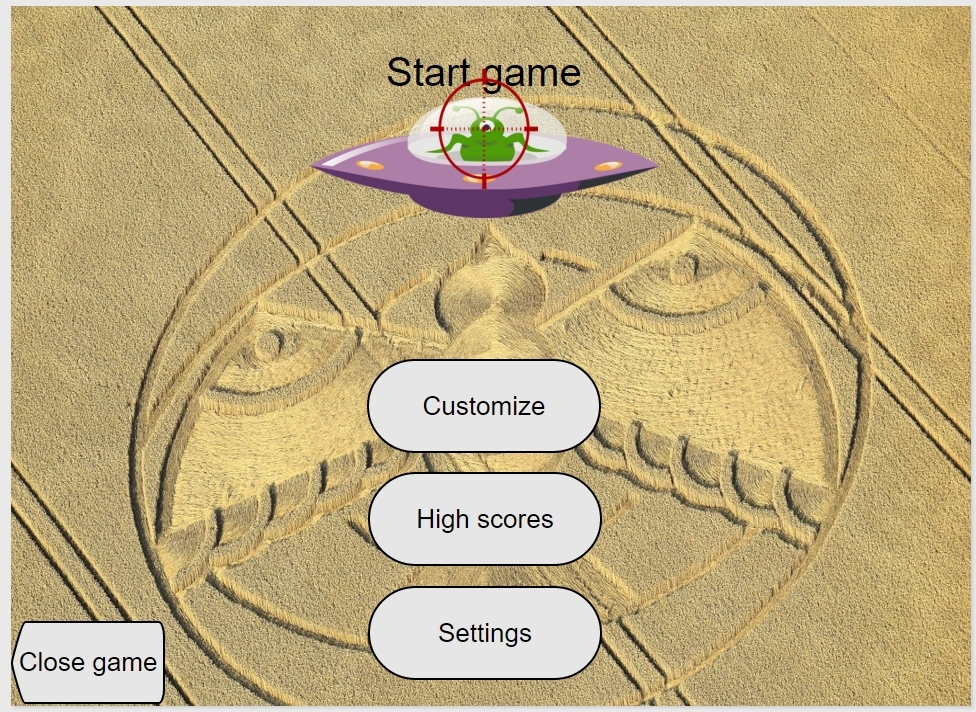 Start game
Customize
High scores
Settings
Close game